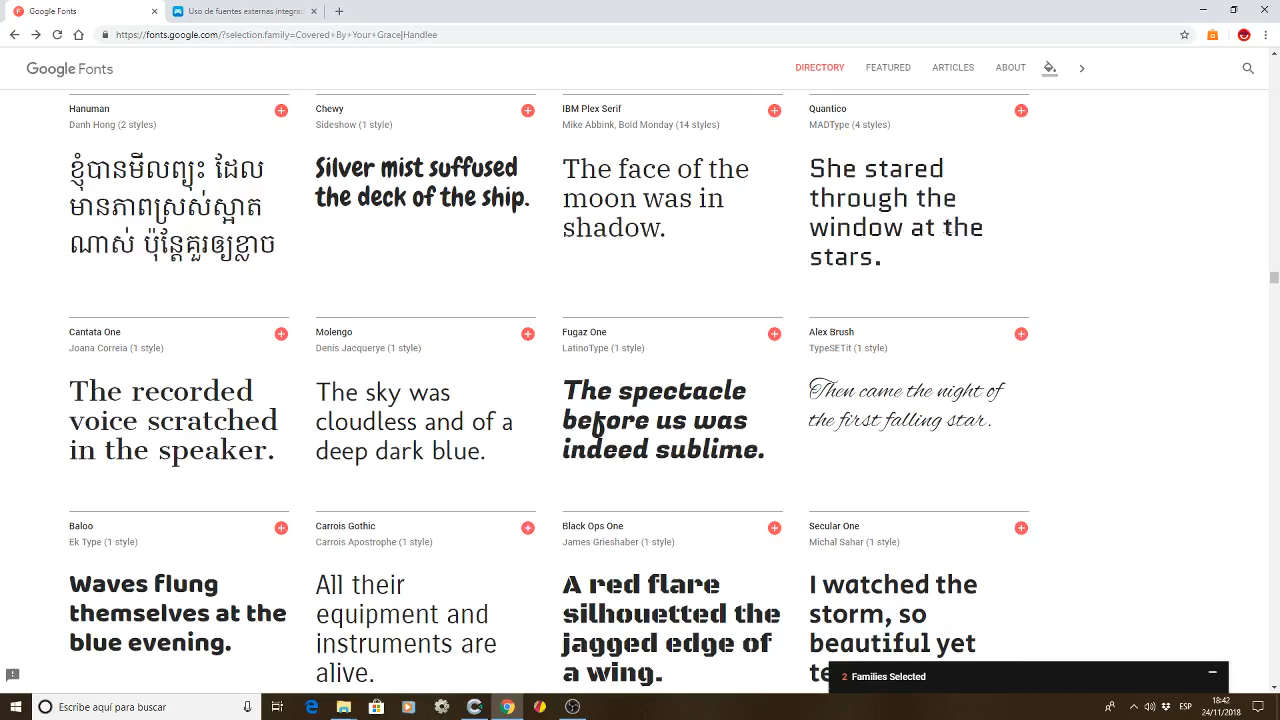 Google Fonts
Uso de fuentes externas integrad
https://fonts.google.com/?selection.family=Covered+By+Your+Grace|Handlee
Google Fonts
DIRECTORY
FEATURED
ARTICLES
ABOUT
Hanuman
Danh Hong (2 styles)
ខ្ញុំបានមើលព្យុះ ដែល
មានភាពស្រស់ស្អាត
ណាស់ ប៉ុន្តែគួរឲ្យខ្លាច
Chewy
Sideshow (1 style)
Silver mist suffused
the deck of the ship.
IBM Plex Serif
Mike Abbink, Bold Monday (14 styles)
The face of the
moon was in
shadow.
Quantico
MADType (4 styles)
She stared
through the
window at the
stars.
Cantata One
Joana Correia (1 style)
The recorded
voice scratched
in the speaker.
Molengo
Denis Jacquerye (1 style)
The sky was
cloudless and of a
deep dark blue.
Fugaz One
LatinoType (1 style)
The spectacle
before us was
indeed sublime.
Alex Brush
TypeSETit (1 style)
Then came the night of
the first falling star.
Baloo
Ek Type (1 style)
Waves flung
themselves at the
blue evening.
Carrois Gothic
Carrois Apostrophe (1 style)
All their
equipment and
instruments are
alive.
Black Ops One
James Grieshaber (1 style)
A red flare
silhouetted the
jagged edge of
a wing.
Secular One
Michal Sahar (1 style)
I watched the
storm, so
beautiful yet
2 Families Selected
Escribe aquí para buscar
ESP
18:42
24/11/2018